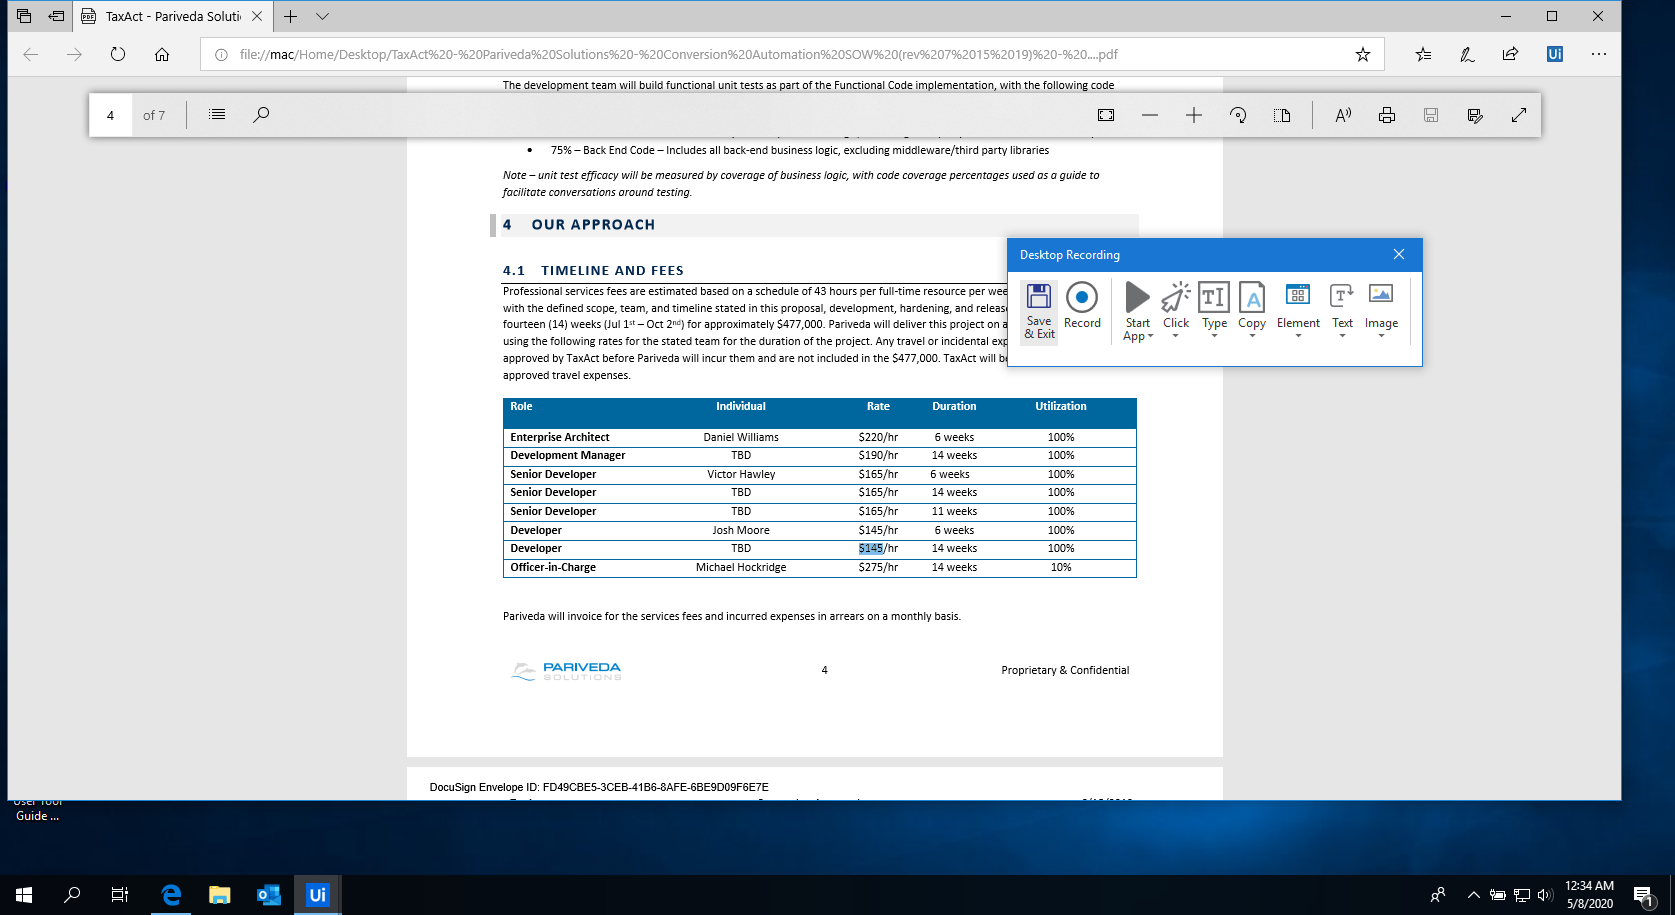 TaxAct - Pariveda Soluti
file://mac/Home/Desktop/TaxAct%20-%20Pariveda%20Solutions%20-%20Conversion%20Automation%20SOW%20(rev%207%2015%2019)%20-%20....pdf
Ui
The development team will build functional unit tests as part of the Functional Code implementation, with the following code
4 of 7
• 75% – Back End Code – Includes all back-end business logic, excluding middleware/third party libraries
Note – unit test efficacy will be measured by coverage of business logic, with code coverage percentages used as a guide to
facilitate conversations around testing.
4 OUR APPROACH
4.1 TIMELINE AND FEES
Professional services fees are estimated based on a schedule of 43 hours per full-time resource per wee
with the defined scope, team, and timeline stated in this proposal, development, hardening, and releas
fourteen (14) weeks (Jul 1st – Oct 2nd) for approximately $477,000. Pariveda will deliver this project on a
using the following rates for the stated team for the duration of the project. Any travel or incidental exp
approved by TaxAct before Pariveda will incur them and are not included in the $477,000. TaxAct will be
approved travel expenses.
Desktop Recording
Save & Exit
Record
Start App
Click
Type
Copy
Element
Text
Image
Role Individual Rate Duration Utilization
Enterprise Architect Daniel Williams $220/hr 6 weeks 100%
Development Manager TBD $190/hr 14 weeks 100%
Senior Developer Victor Hawley $165/hr 6 weeks 100%
Senior Developer TBD $165/hr 14 weeks 100%
Senior Developer TBD $165/hr 11 weeks 100%
Developer Josh Moore $145/hr 6 weeks 100%
Developer TBD $145/hr 14 weeks 100%
Officer-in-Charge Michael Hockridge $275/hr 14 weeks 10%
Pariveda will invoice for the services fees and incurred expenses in arrears on a monthly basis.
PARIVEDA
SOLUTIONS
4
Proprietary & Confidential
DocuSign Envelope ID: FD49CBE5-3CEB-41B6-8AFE-6BE9D09F6E7E
User Tool
Guide ...
Ui
12:34 AM
5/8/2020
1